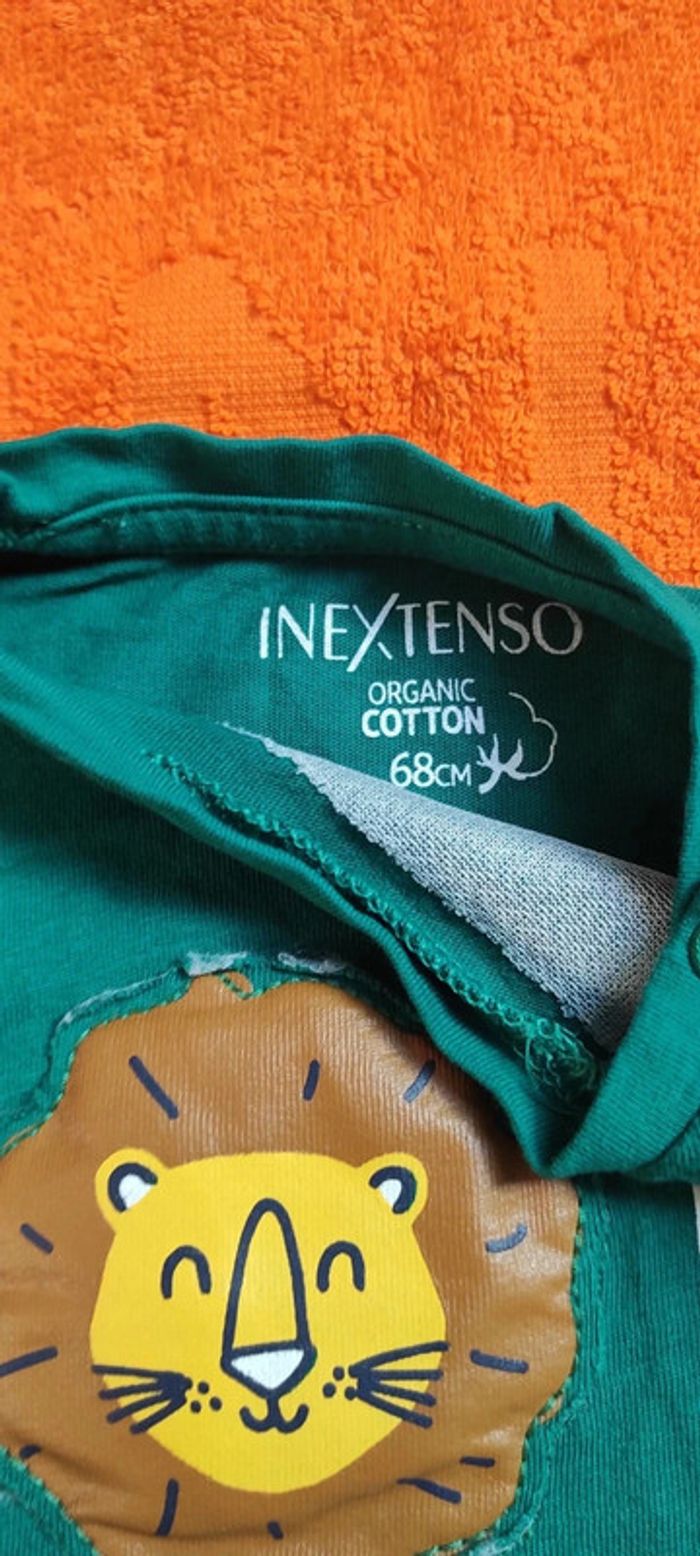 INEXTENSO
ORGANIC
COTTON
68CM